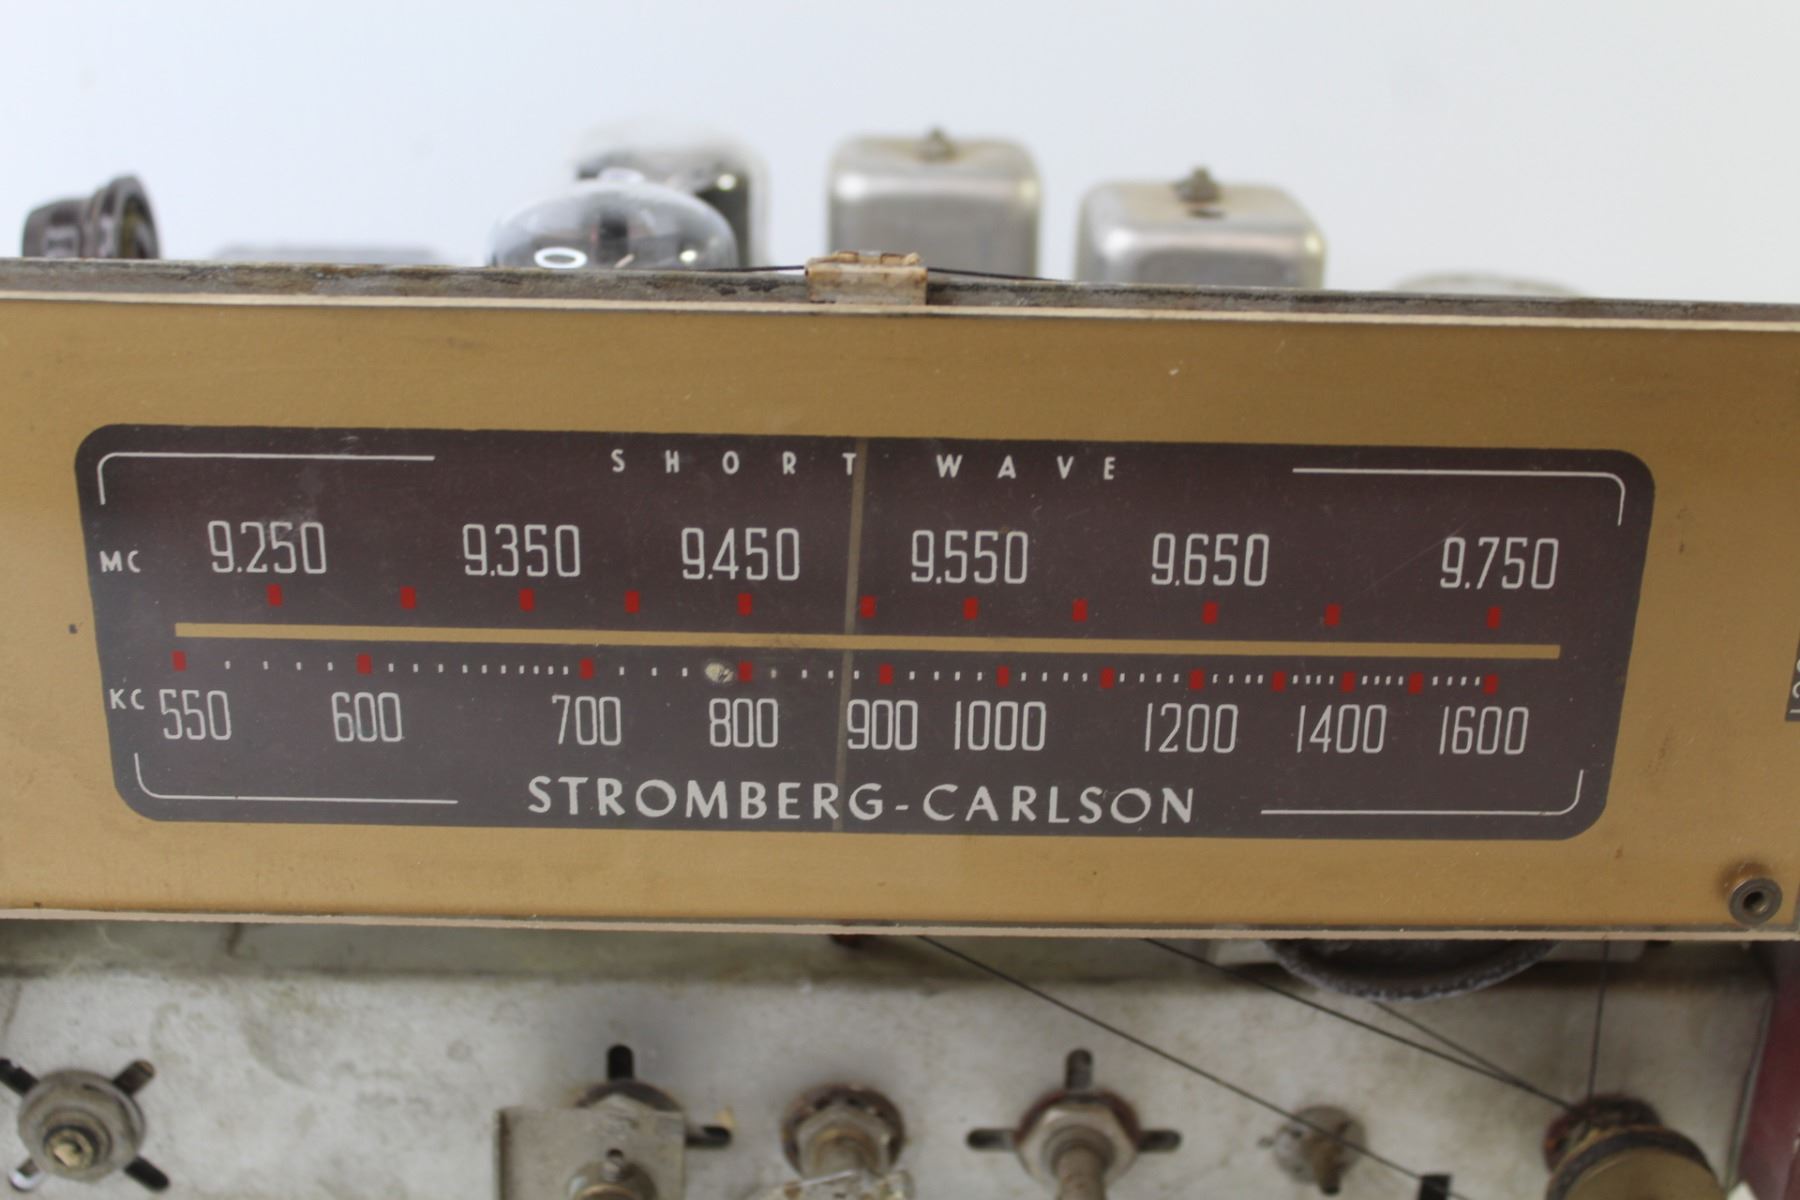 SHORT WAVE
MC 9.250 9.350 9.450 9.550 9.650 9.750
KC 550 600 700 800 900 1000 1200 1400 1600
STROMBERG-CARLSON